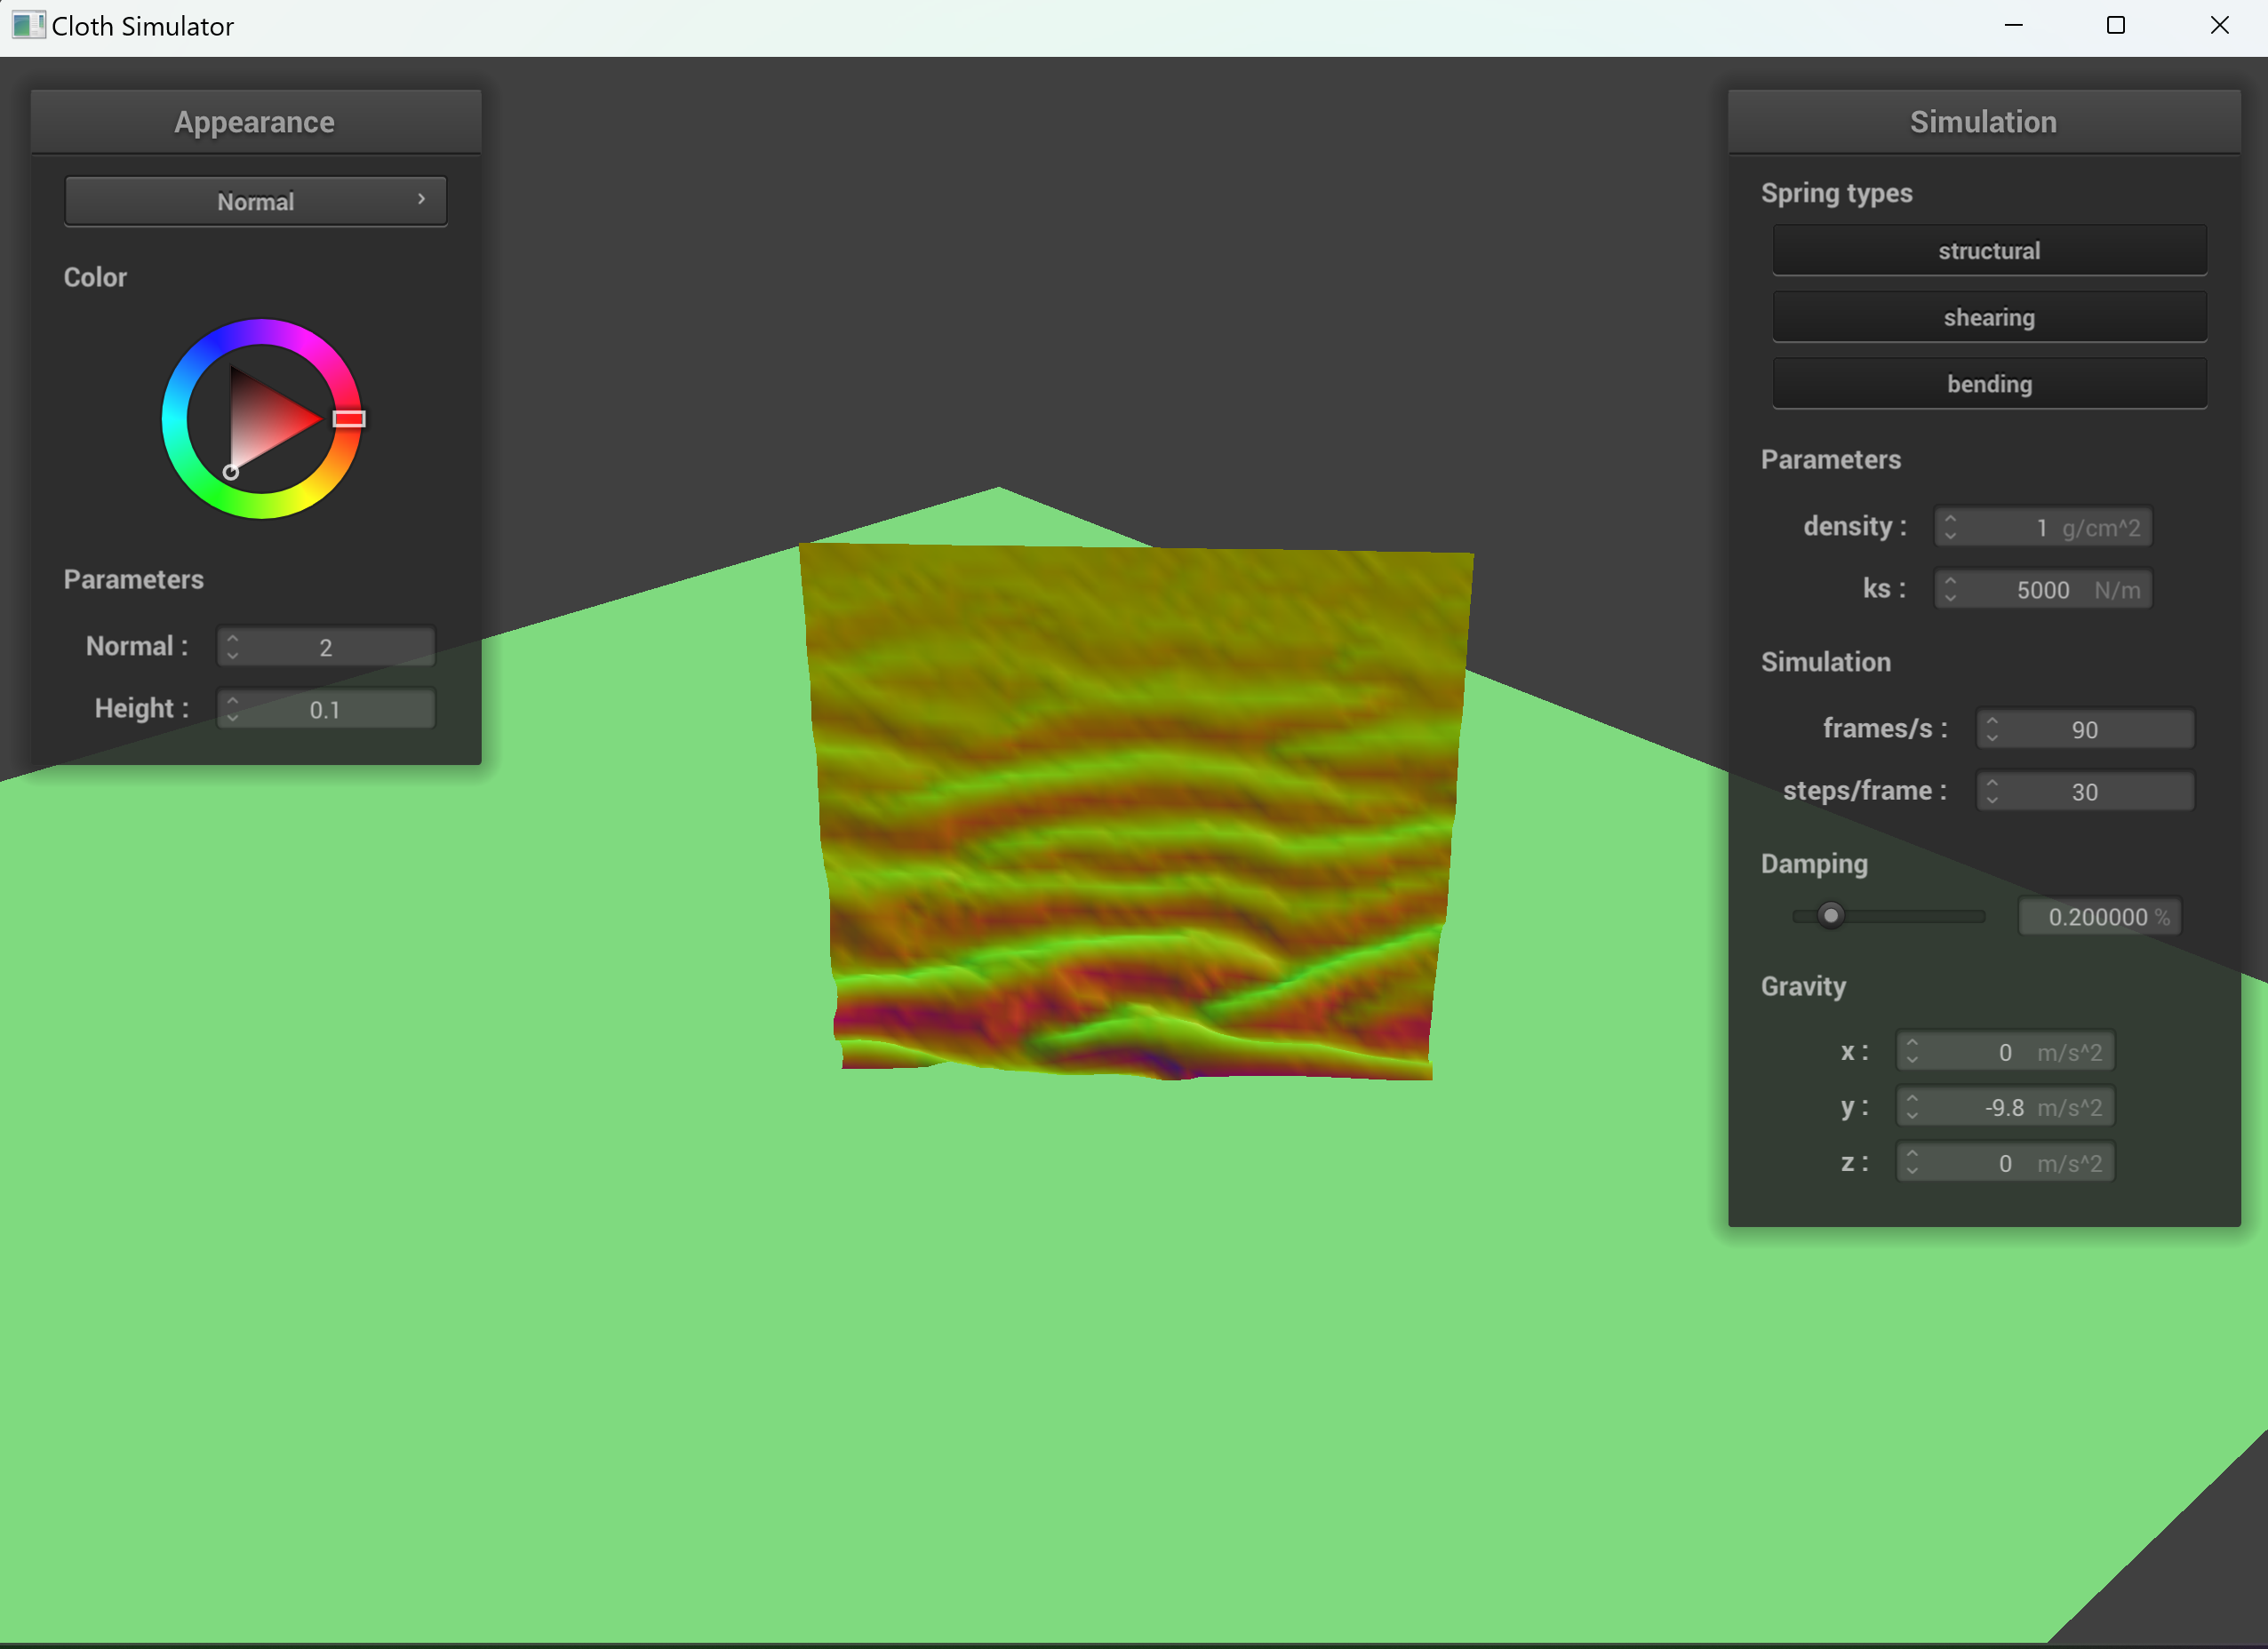 Cloth Simulator
Appearance
Normal
Color
Parameters
Normal : 2
Height : 0.1
Simulation
Spring types
structural
shearing
bending
Parameters
density : 1 g/cm^2
ks : 5000 N/m
Simulation
frames/s : 90
steps/frame : 30
Damping
0.200000 %
Gravity
x : 0 m/s^2
y : -9.8 m/s^2
z : 0 m/s^2